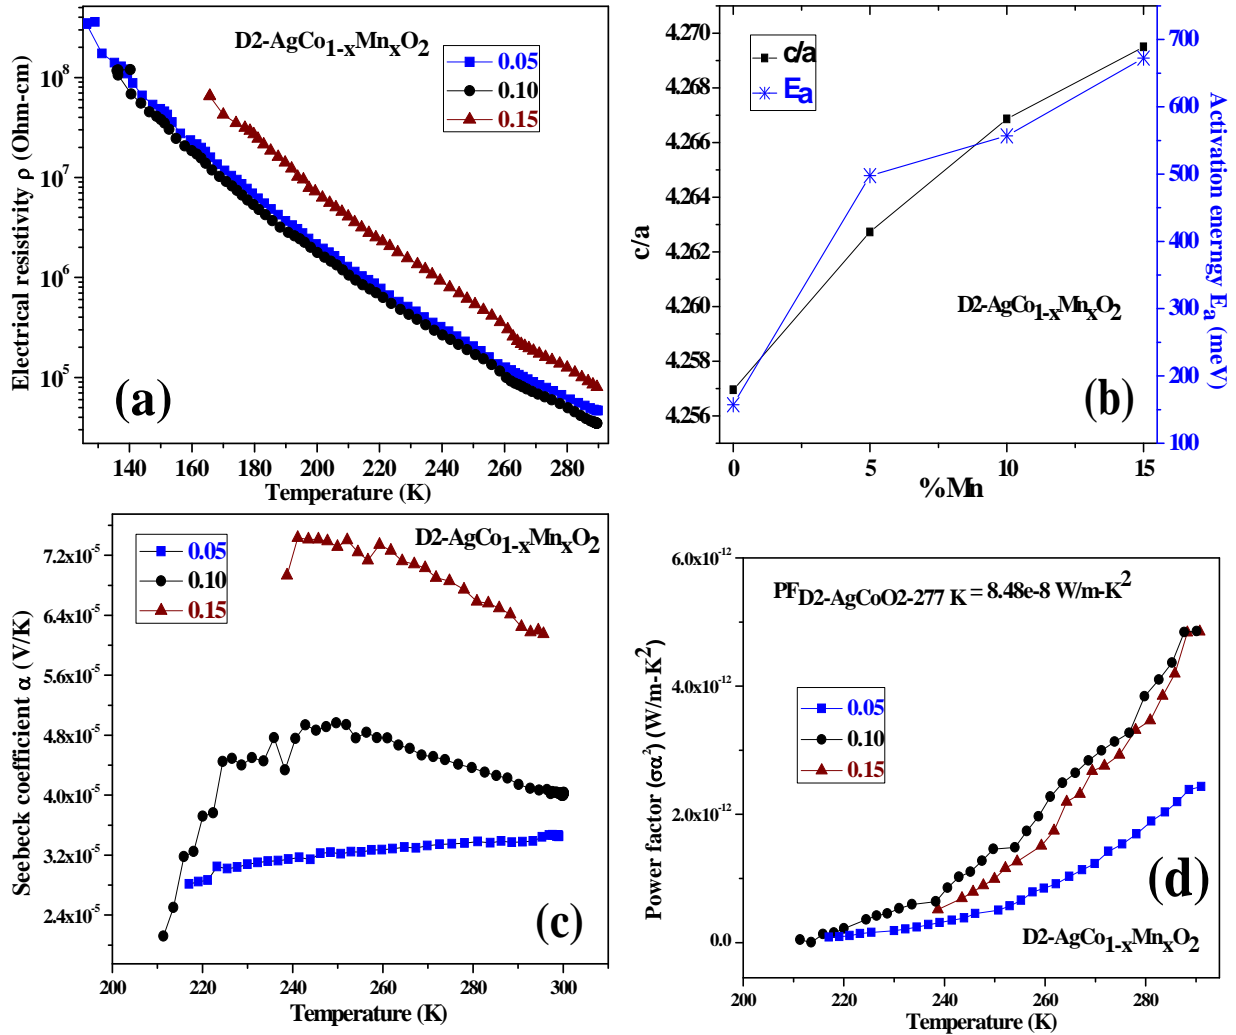 D2-AgCo1-xMnxO2
0.05
0.10
0.15
10^8
10^7
10^6
10^5
Electrical resistivity ρ (Ohm-cm)
(a)
140 160 180 200 220 240 260 280
Temperature (K)
c/a
Ea
4.270
4.268
4.266
4.264
4.262
4.260
4.258
4.256
c/a
700
600
500
400
300
200
100
Activation enerngy Ea (meV)
D2-AgCo1-xMnxO2
(b)
0 5 10 15
%Mn
D2-AgCo1-xMnxO2
0.05
0.10
0.15
7.2x10^-5
6.4x10^-5
5.6x10^-5
4.8x10^-5
4.0x10^-5
3.2x10^-5
2.4x10^-5
Seebeck coefficient α (V/K)
(c)
200 220 240 260 280 300
Temperature (K)
PFD2-AgCoO2-277 K = 8.48e-8 W/m-K^2
0.05
0.10
0.15
6.0x10^-12
4.0x10^-12
2.0x10^-12
0.0
Power factor (σα^2) (W/m-K^2)
(d)
D2-AgCo1-xMnxO2
200 220 240 260 280
Temperature (K)